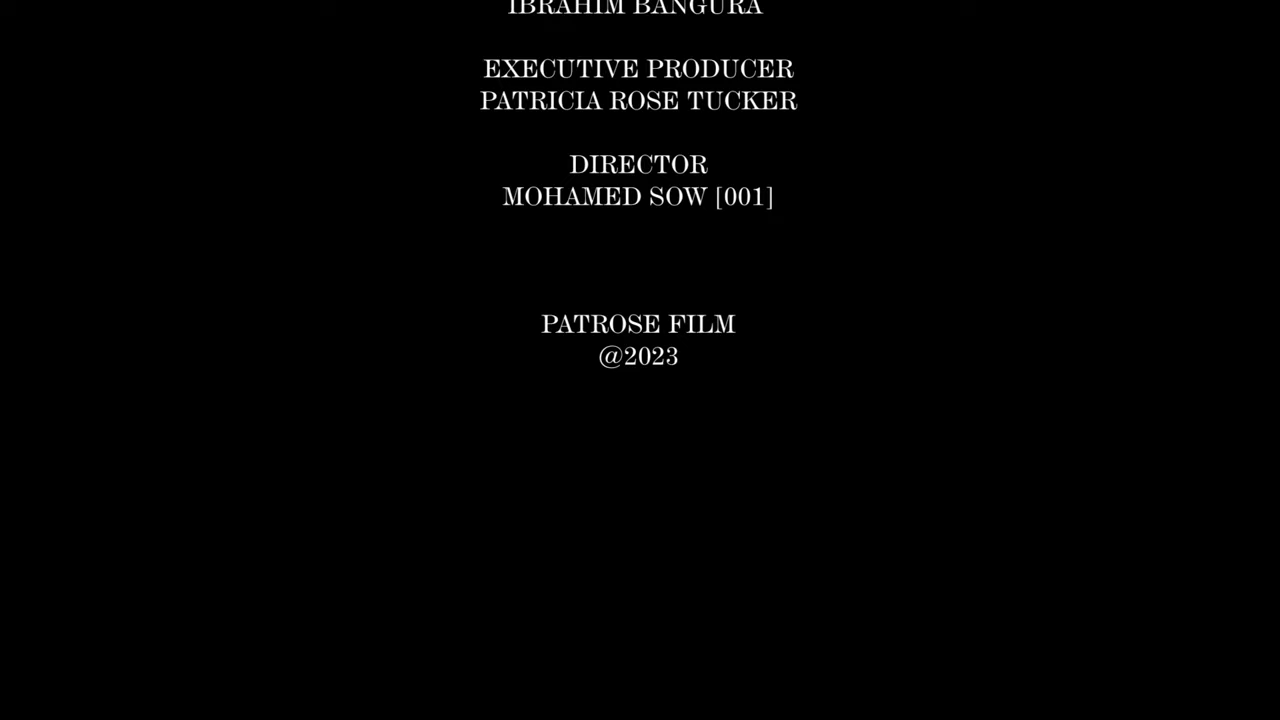 IBRAHIM BANGURA
EXECUTIVE PRODUCER
PATRICIA ROSE TUCKER
DIRECTOR
MOHAMED SOW [001]
PATROSE FILM
@2023